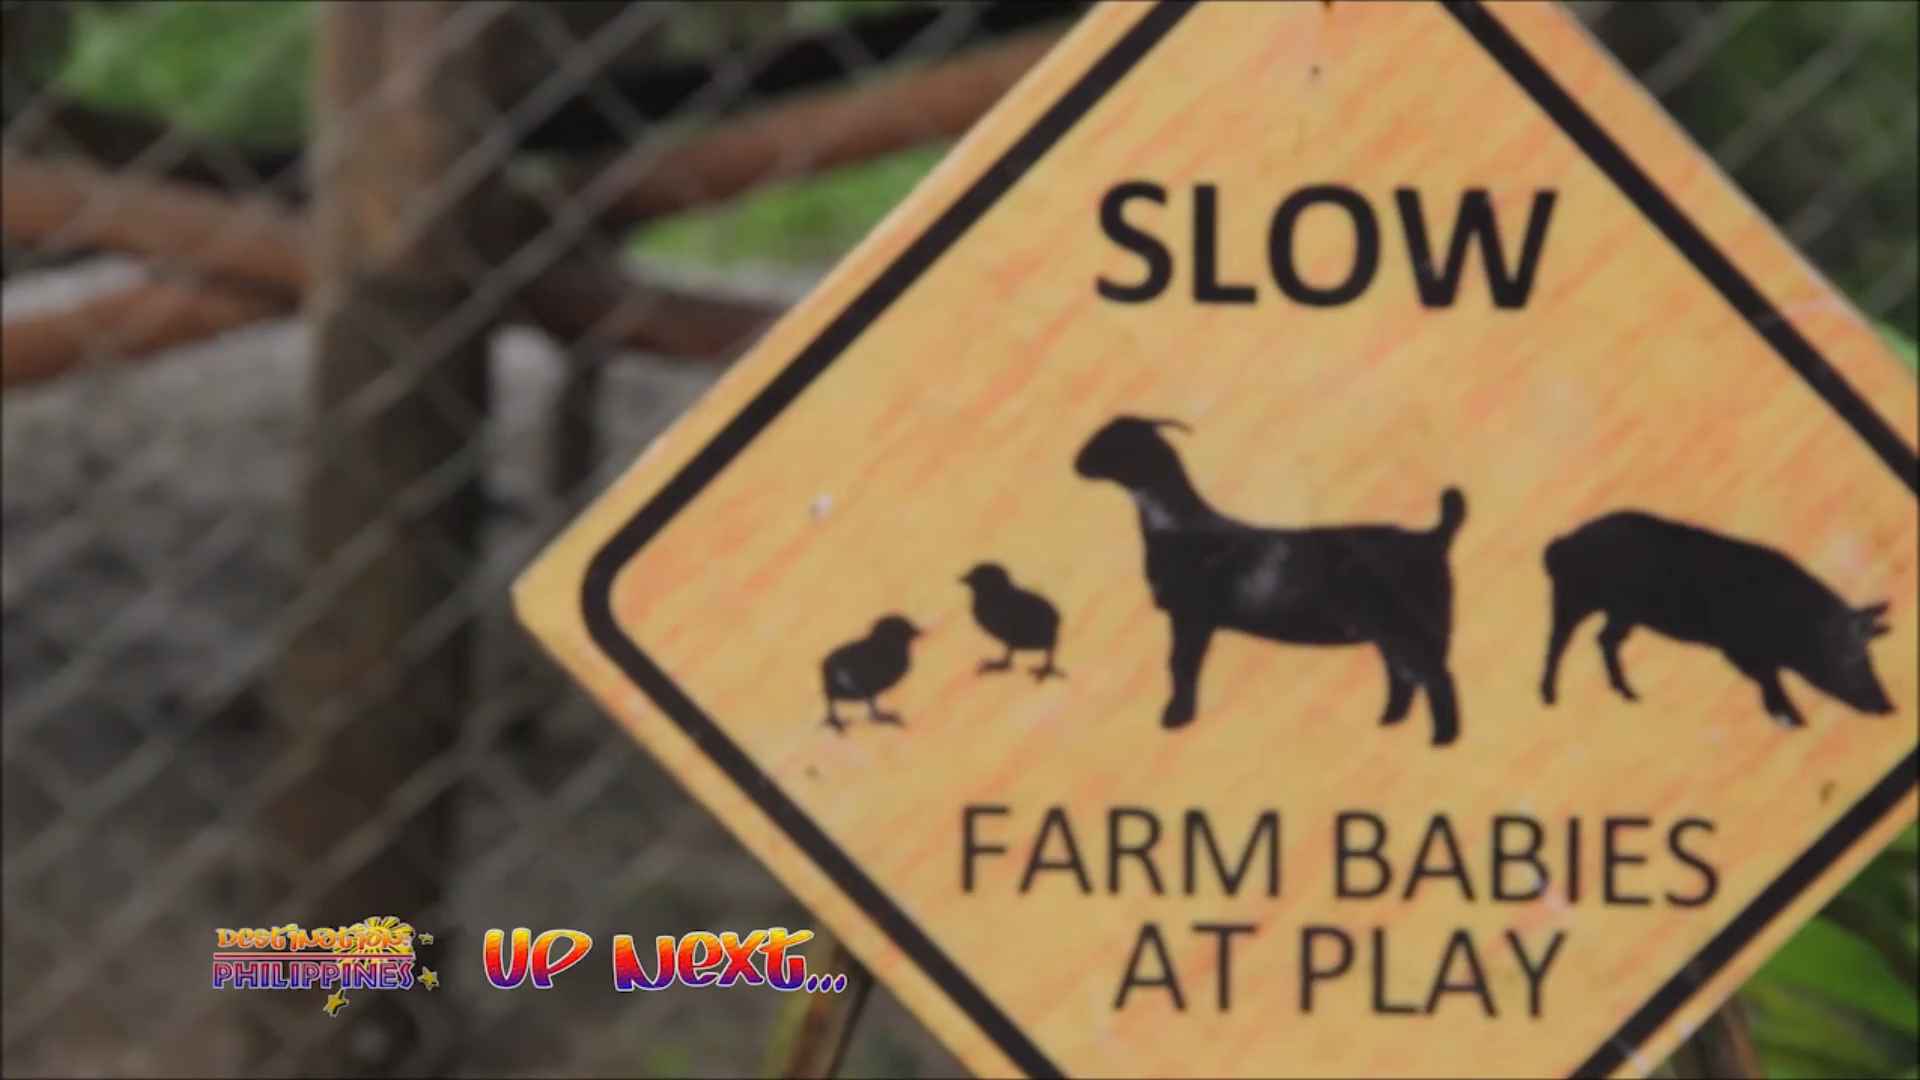 SLOW
FARM BABIES
AT PLAY
Destination:
PHILIPPINES
UP Next...